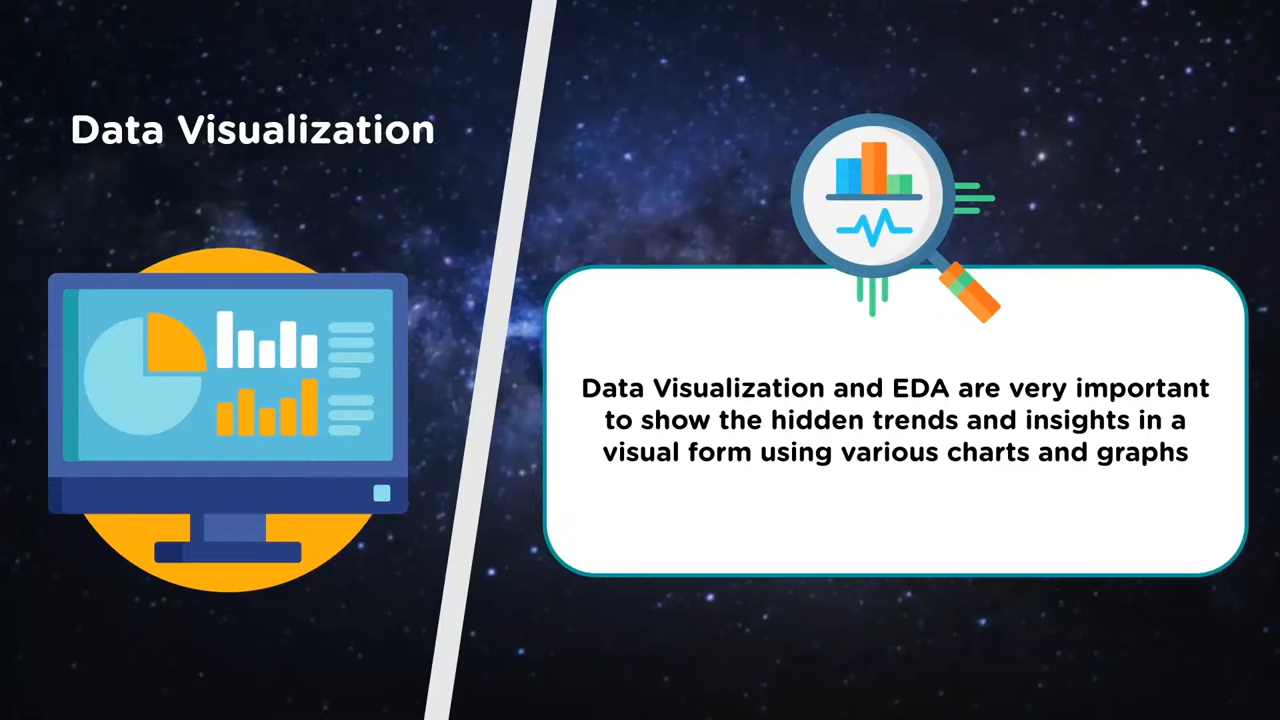 Data Visualization
Data Visualization and EDA are very important
to show the hidden trends and insights in a
visual form using various charts and graphs